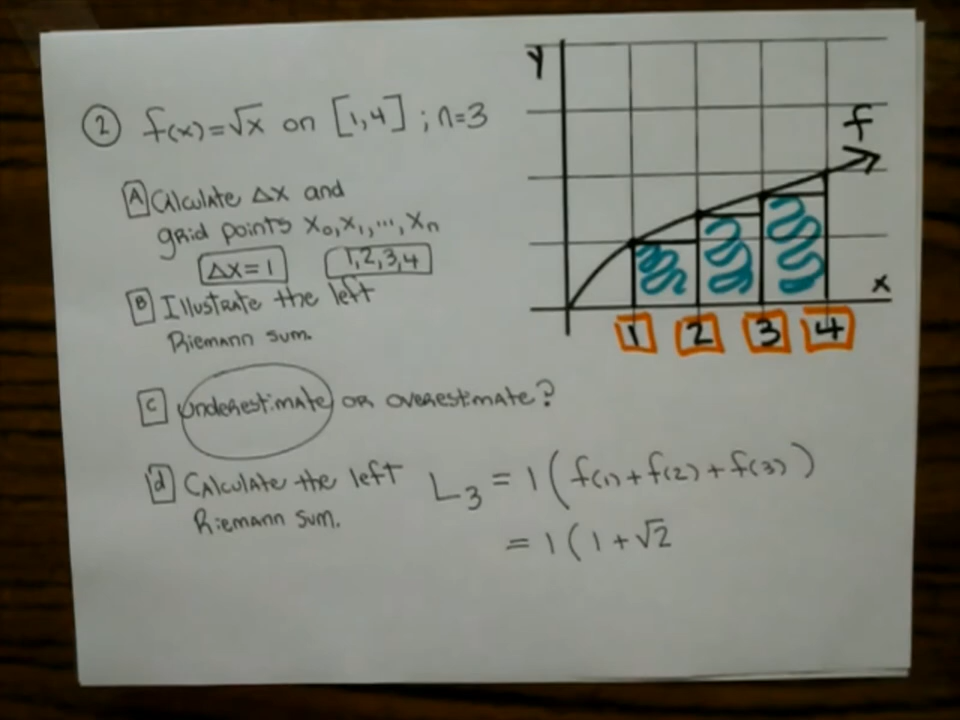 ② f(x)=√x on [1,4] ; n=3
A Calculate Δx and
grid points x₀,x₁,...,xₙ
Δx=1 1,2,3,4
B Illustrate the left
Riemann sum.
C Underestimate or overestimate?
d Calculate the left
Riemann sum.
L₃ = 1(f(1)+f(2)+f(3))
= 1(1+√2
y
f
x
1 2 3 4